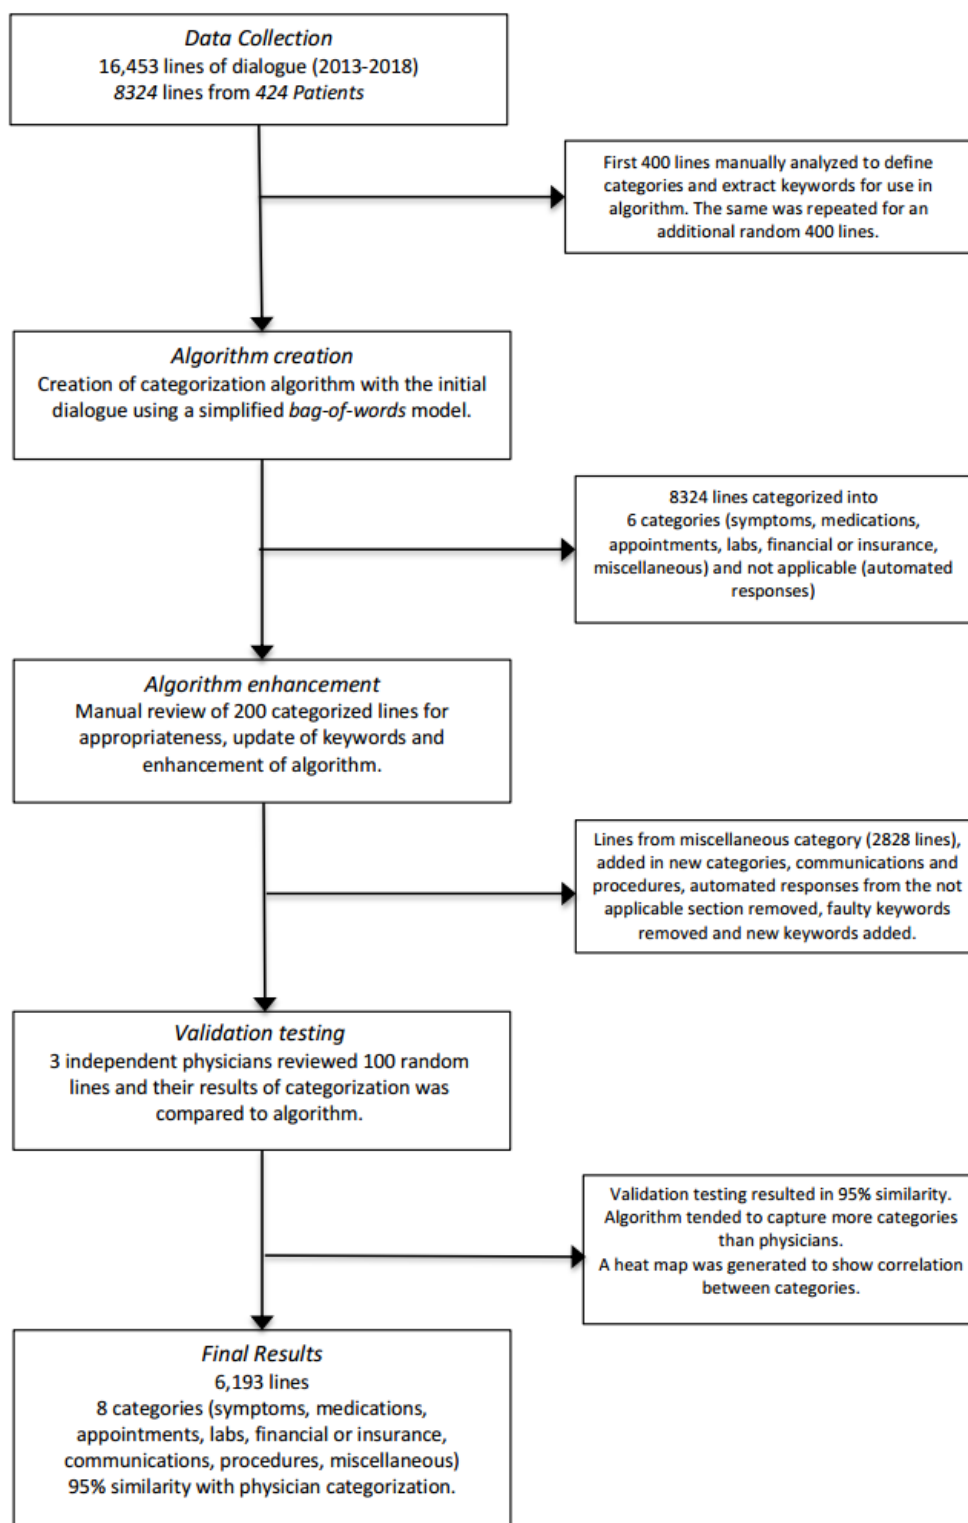 Data Collection
16,453 lines of dialogue (2013-2018)
8324 lines from 424 Patients
First 400 lines manually analyzed to define
categories and extract keywords for use in
algorithm. The same was repeated for an
additional random 400 lines.
Algorithm creation
Creation of categorization algorithm with the initial
dialogue using a simplified bag-of-words model.
8324 lines categorized into
6 categories (symptoms, medications,
appointments, labs, financial or insurance,
miscellaneous) and not applicable (automated
responses)
Algorithm enhancement
Manual review of 200 categorized lines for
appropriateness, update of keywords and
enhancement of algorithm.
Lines from miscellaneous category (2828 lines),
added in new categories, communications and
procedures, automated responses from the not
applicable section removed, faulty keywords
removed and new keywords added.
Validation testing
3 independent physicians reviewed 100 random
lines and their results of categorization was
compared to algorithm.
Validation testing resulted in 95% similarity.
Algorithm tended to capture more categories
than physicians.
A heat map was generated to show correlation
between categories.
Final Results
6,193 lines
8 categories (symptoms, medications,
appointments, labs, financial or insurance,
communications, procedures, miscellaneous)
95% similarity with physician categorization.